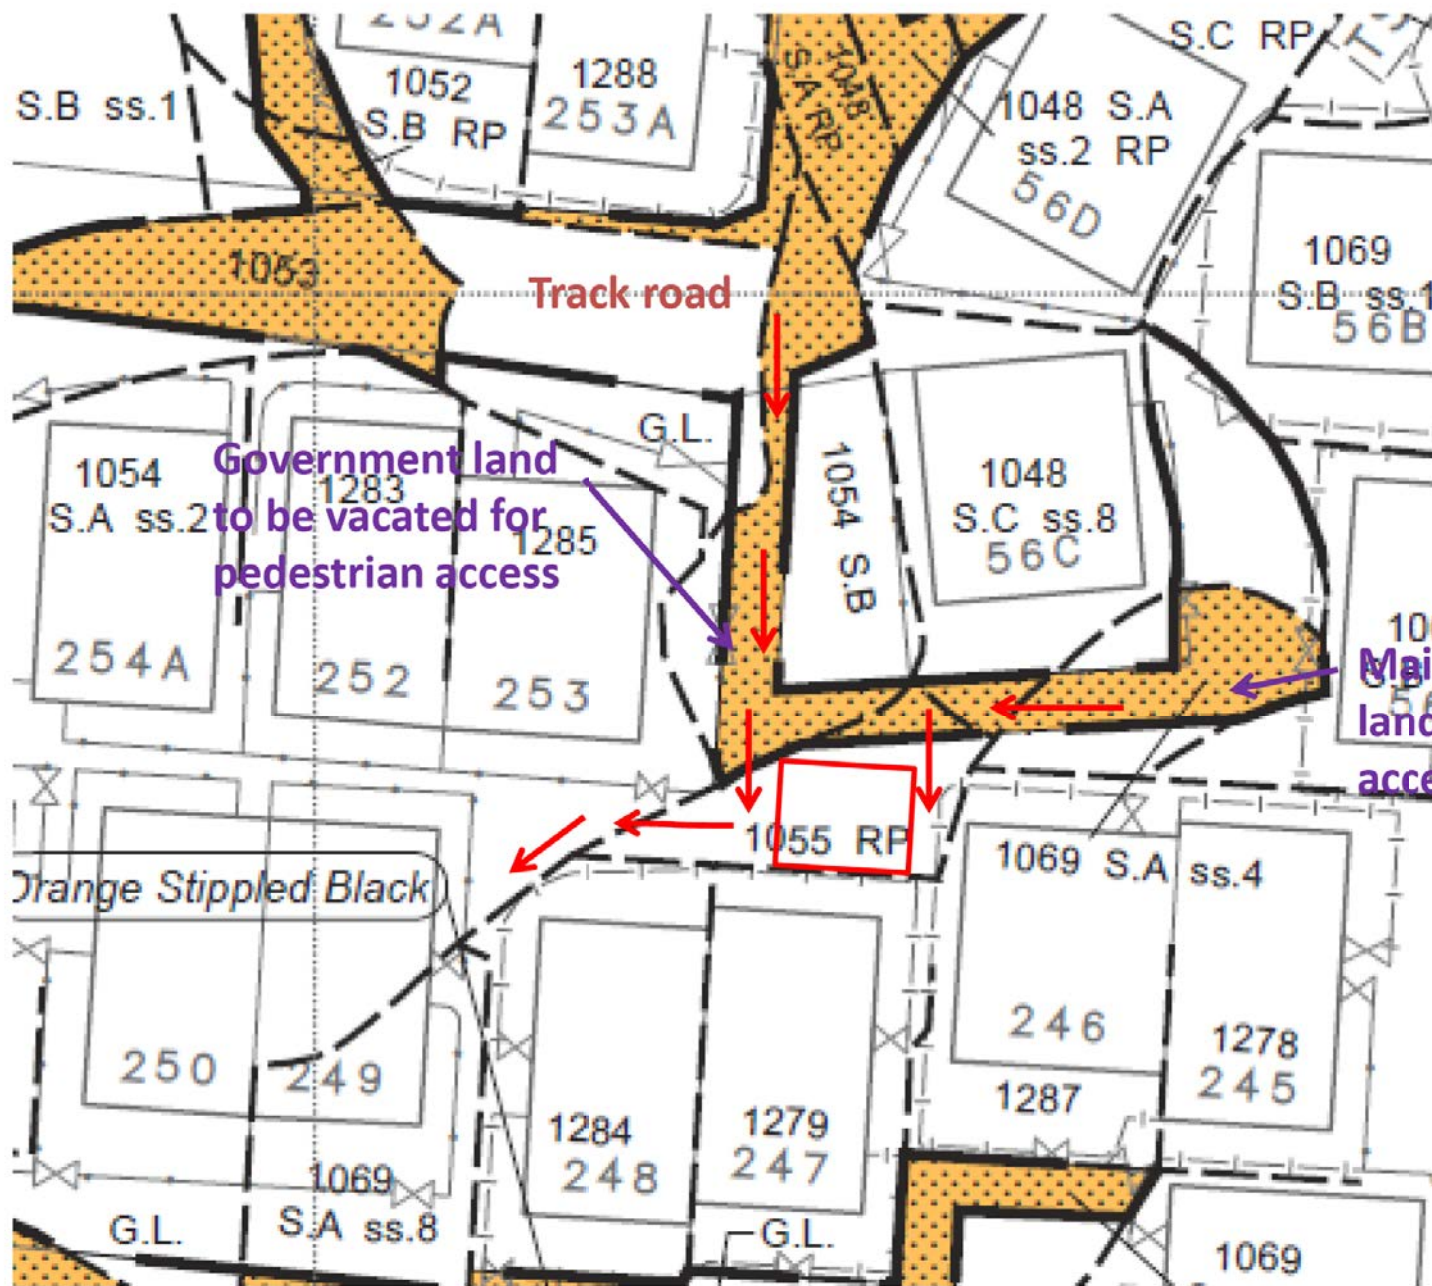 252A
S.C RP
1052
S.B RP
1288
253A
S.B ss.1
1048
S.A RP
1048 S.A
ss.2 RP
56D
1069
S.B ss.1
56B
1053
Track road
G.L.
1054
S.A ss.2
1283
1285
Government land
to be vacated for
pedestrian access
1054 S.B
1048
S.C ss.8
56C
254A
252
253
1055 RP
1069 S.A ss.4
Orange Stippled Black
250
249
246
1278
245
1287
1284
248
1279
247
1069
S.A ss.8
G.L.
G.L.
1069